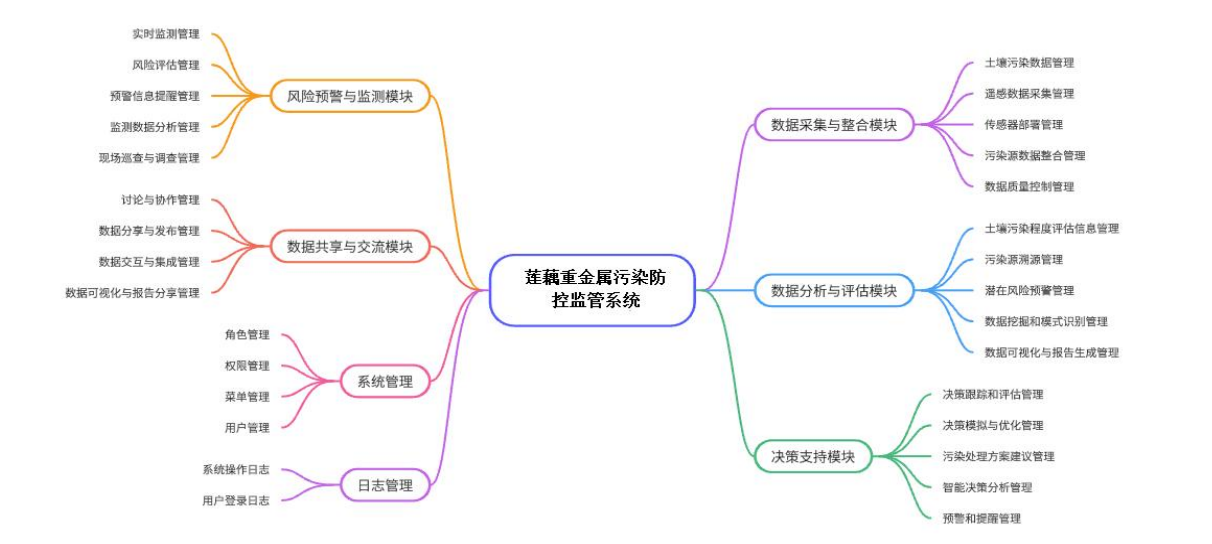 莲藕重金属污染防
控监管系统
风险预警与监测模块
实时监测管理
风险评估管理
预警信息提醒管理
监测数据分析管理
现场巡查与调查管理
数据共享与交流模块
讨论与协作管理
数据分享与发布管理
数据交互与集成管理
数据可视化与报告分享管理
系统管理
角色管理
权限管理
菜单管理
用户管理
日志管理
系统操作日志
用户登录日志
数据采集与整合模块
土壤污染数据管理
遥感数据采集管理
传感器部署管理
污染源数据整合管理
数据质量控制管理
数据分析与评估模块
土壤污染程度评估信息管理
污染源溯源管理
潜在风险预警管理
数据挖掘和模式识别管理
数据可视化与报告生成管理
决策支持模块
决策跟踪和评估管理
决策模拟与优化管理
污染处理方案建议管理
智能决策分析管理
预警和提醒管理